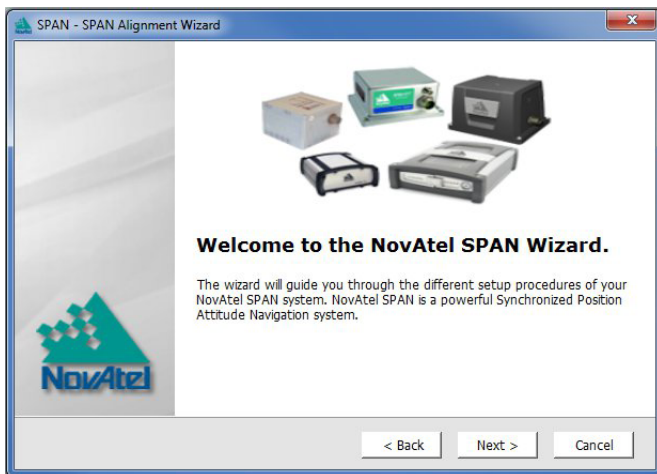 SPAN - SPAN Alignment Wizard
Welcome to the NovAtel SPAN Wizard.
The wizard will guide you through the different setup procedures of your
NovAtel SPAN system. NovAtel SPAN is a powerful Synchronized Position
Attitude Navigation system.
NovAtel
< Back
Next >
Cancel